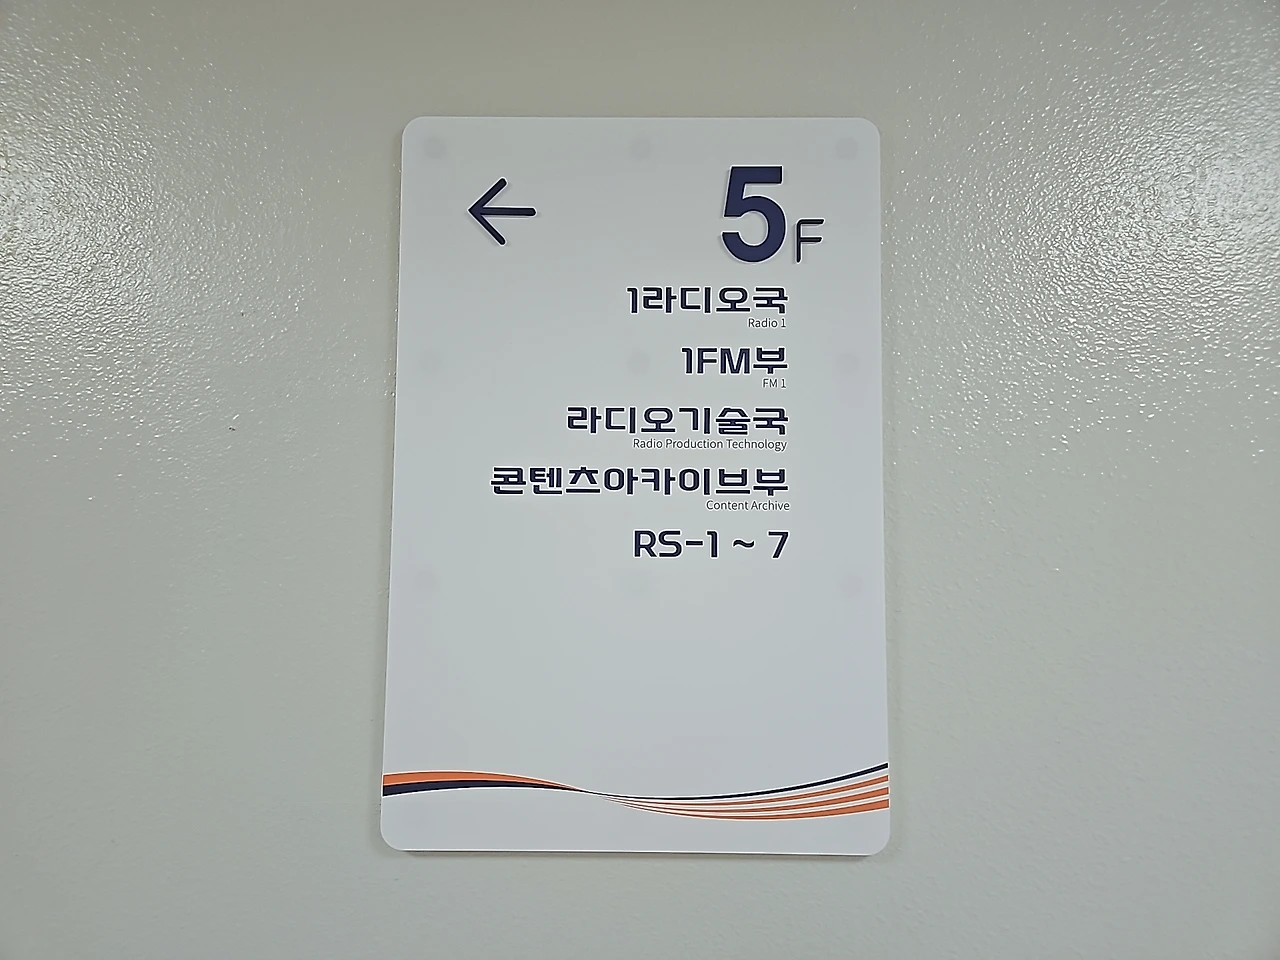 ← 5F
1라디오국
Radio 1
1FM부
FM 1
라디오기술국
Radio Production Technology
콘텐츠아카이브부
Content Archive
RS-1 ~ 7